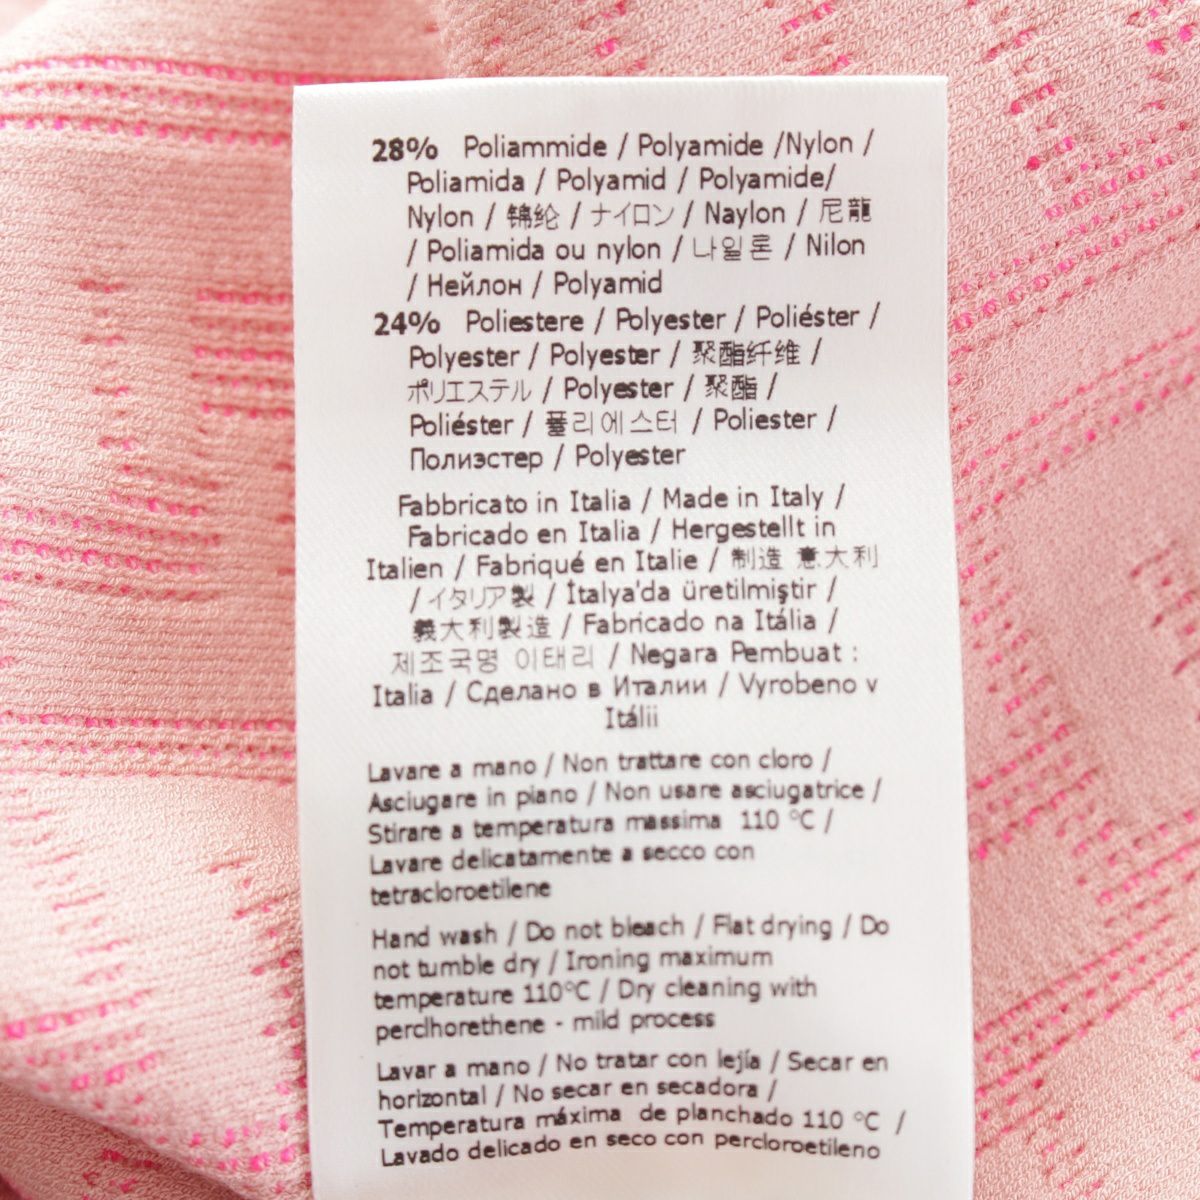 28% Poliammide / Polyamide /Nylon /
Poliamida / Polyamid / Polyamide/
Nylon / 锦纶 / ナイロン / Naylon / 尼龍
/ Poliamida ou nylon / 나일론 / Nilon
/ Нейлон / Polyamid
24% Poliestere / Polyester / Poliéster /
Polyester / Polyester / 聚酯纤维 /
ポリエステル / Polyester / 聚酯 /
Poliéster / 폴리에스터 / Poliester /
Полиэстер / Polyester
Fabbricato in Italia / Made in Italy /
Fabricado en Italia / Hergestellt in
Italien / Fabriqué en Italie / 制造 意大利
/ イタリア製 / İtalya'da üretilmiştir /
義大利製造 / Fabricado na Itália /
제조국명 이태리 / Negara Pembuat :
Italia / Сделано в Италии / Vyrobeno v
Itálii
Lavare a mano / Non trattare con cloro /
Asciugare in piano / Non usare asciugatrice /
Stirare a temperatura massima 110 °C /
Lavare delicatamente a secco con
tetracloroetilene
Hand wash / Do not bleach / Flat drying / Do
not tumble dry / Ironing maximum
temperature 110°C / Dry cleaning with
perclhorethene - mild process
Lavar a mano / No tratar con lejía / Secar en
horizontal / No secar en secadora /
Temperatura máxima de planchado 110 °C /
Lavado delicado en seco con percloroetileno